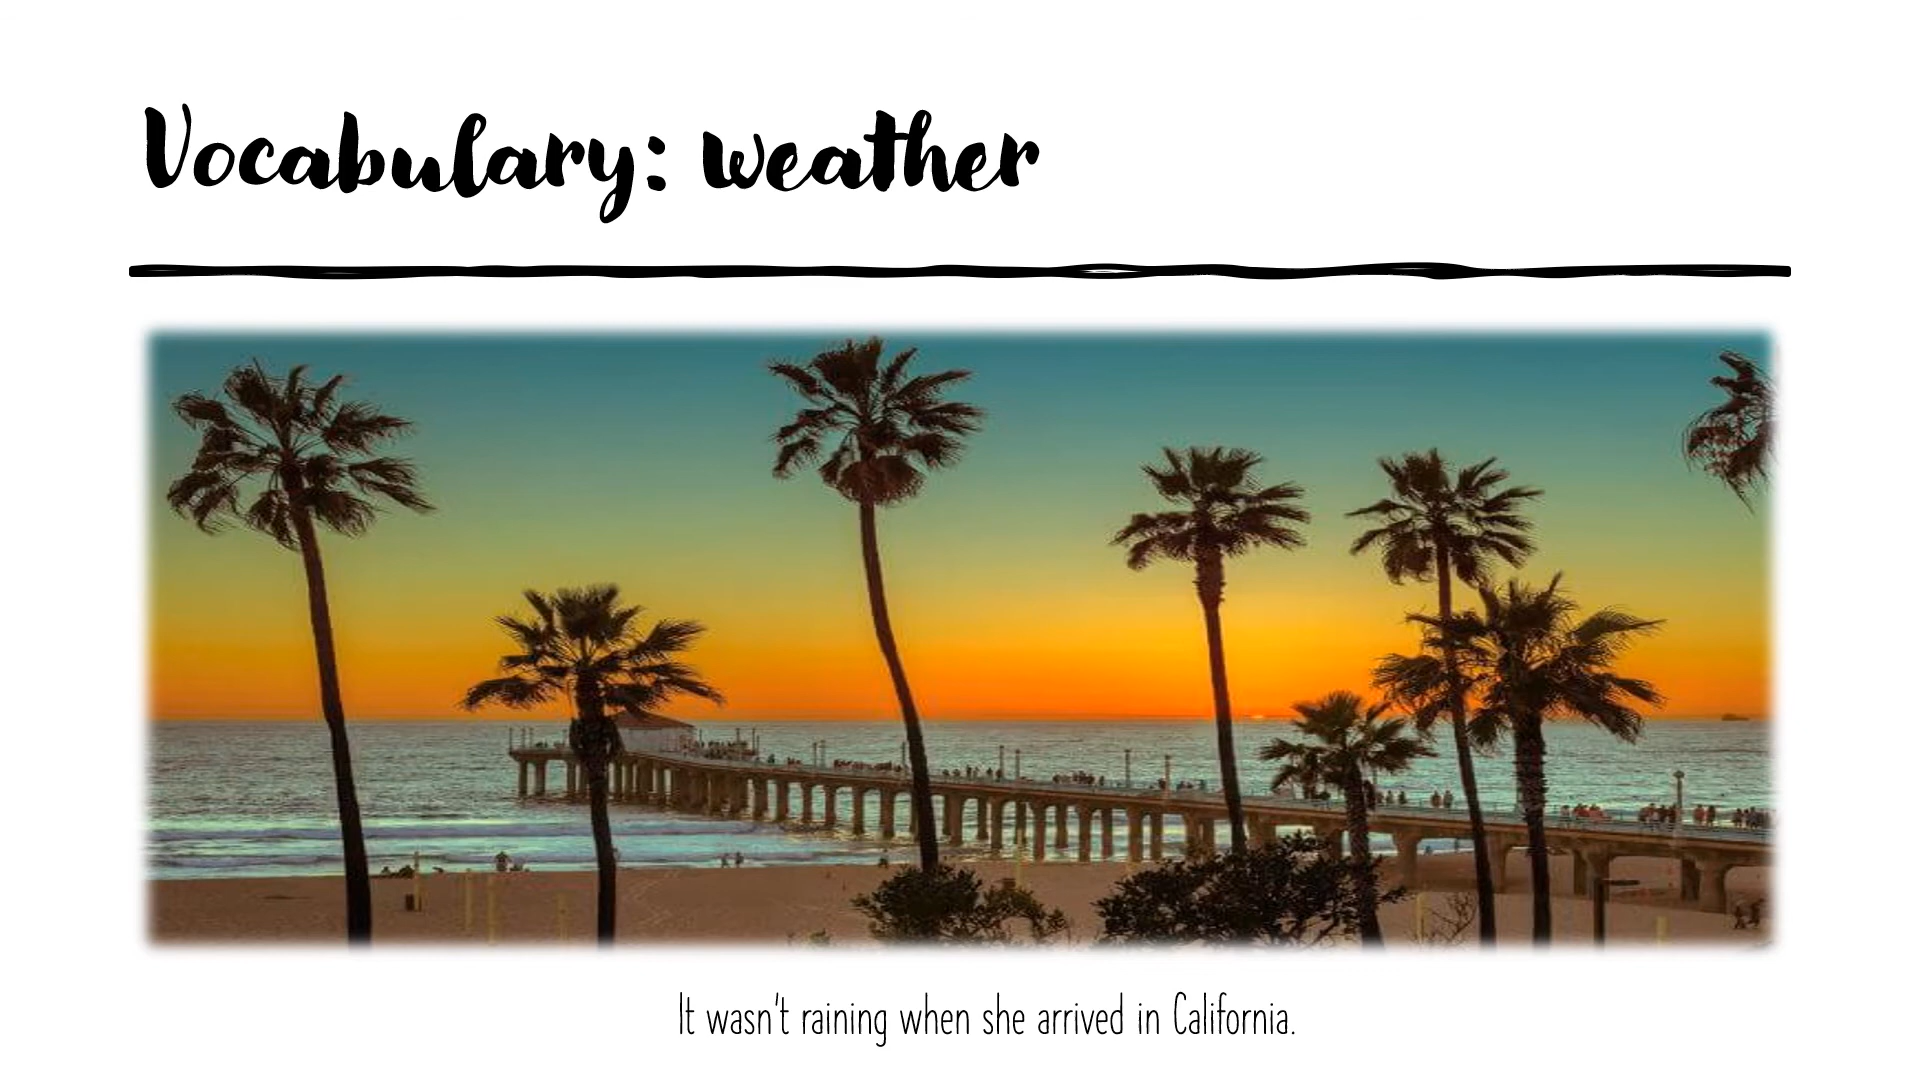 Vocabulary: weather
It wasn't raining when she arrived in California.